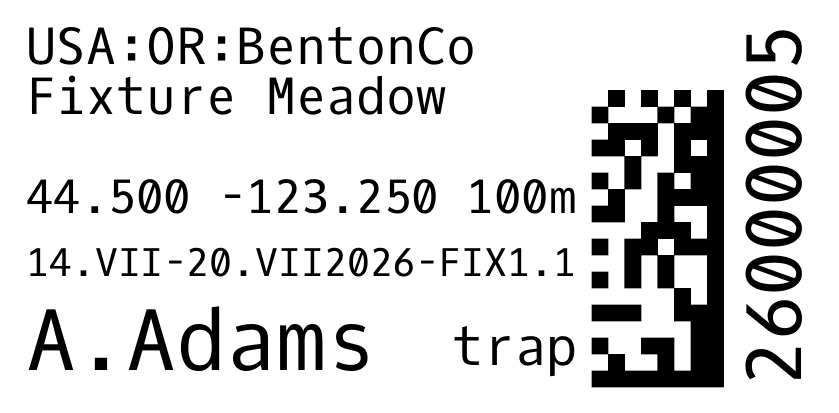 USA:OR:BentonCo
Fixture Meadow
44.500 -123.250 100m
14.VII-20.VII2026-FIX1.1
A.Adams trap
26000005